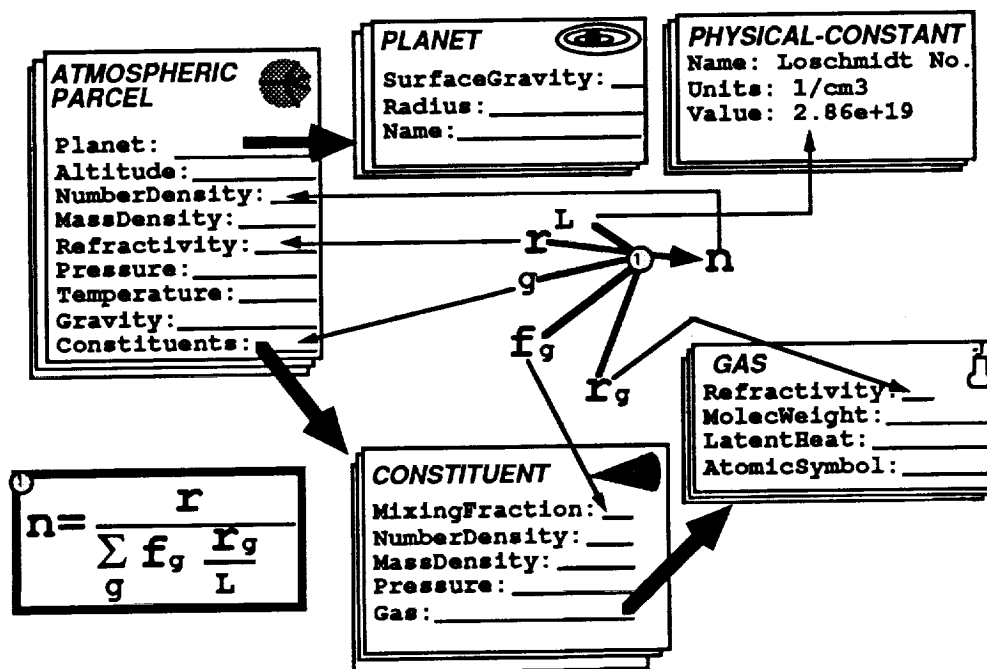 ATMOSPHERIC
PARCEL
Planet:
Altitude:
NumberDensity:
MassDensity:
Refractivity:
Pressure:
Temperature:
Gravity:
Constituents:
PLANET
SurfaceGravity:
Radius:
Name:
PHYSICAL-CONSTANT
Name: Loschmidt No.
Units: 1/cm3
Value: 2.86e+19
L
r
g
f g
r g
1
n
GAS
Refractivity:
MolecWeight:
LatentHeat:
AtomicSymbol:
CONSTITUENT
MixingFraction:
NumberDensity:
MassDensity:
Pressure:
Gas:
1
n= r
Σ f g r g
g L